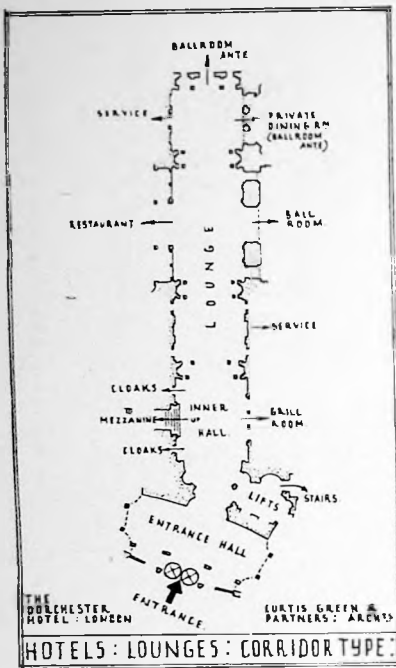 BALLROOM
ANTE
SERVICE
PRIVATE
DINING RM
(BALLROOM
ANTE)
RESTAURANT
BALL
ROOM.
LOUNGE
SERVICE
CLOAKS
INNER
MEZZANINE
UP
GRILL
ROOM
HALL.
CLOAKS
LIFTS
STAIRS.
ENTRANCE HALL
ENTRANCE.
THE
DORCHESTER
HOTEL : LONDON
CURTIS GREEN &
PARTNERS : ARCHTS
HOTELS : LOUNGES : CORRIDOR TYPE :